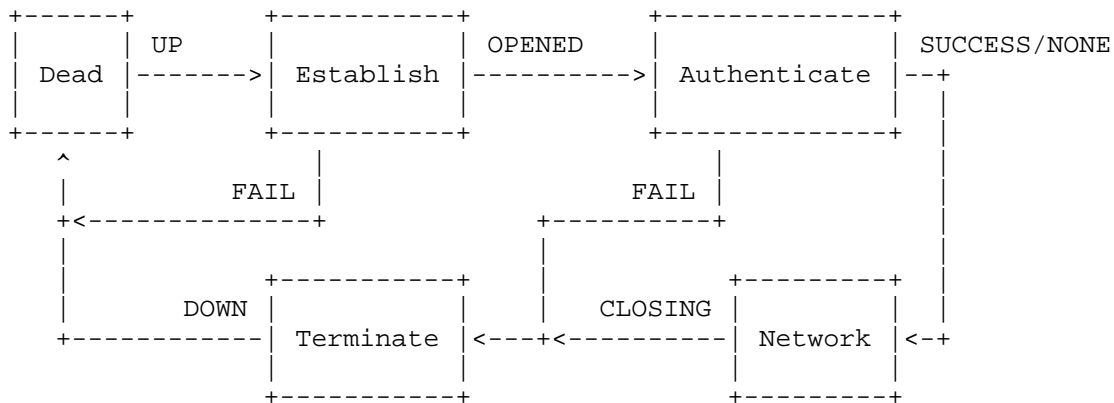 UP OPENED SUCCESS/NONE
Dead Establish Authenticate
FAIL FAIL
DOWN CLOSING
Terminate Network